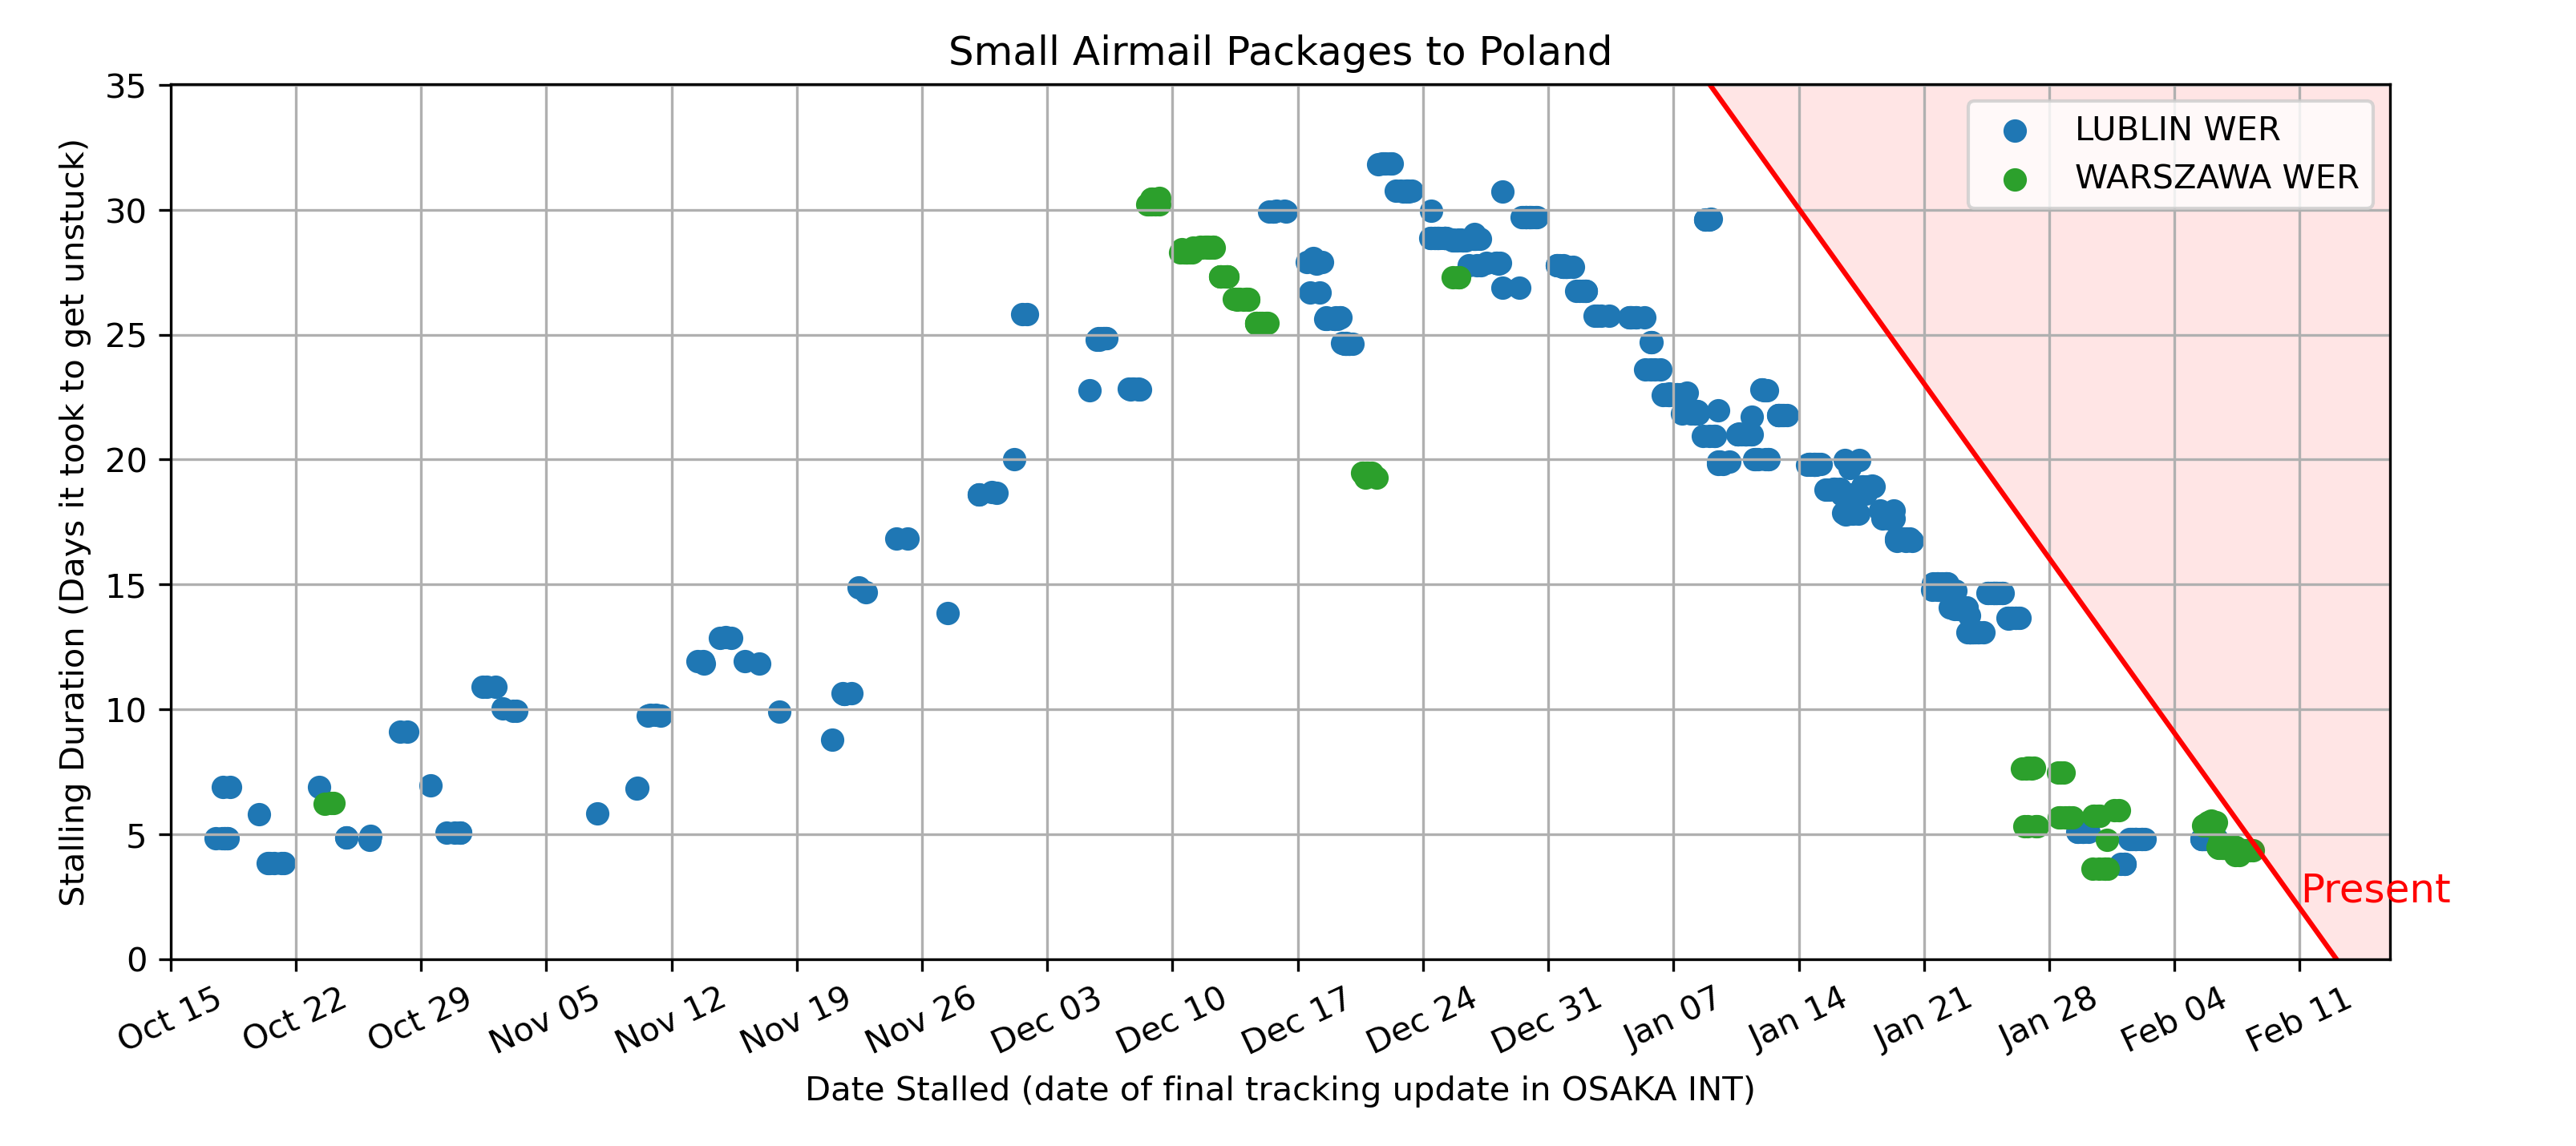 Small Airmail Packages to Poland
LUBLIN WER
WARSZAWA WER
Stalling Duration (Days it took to get unstuck)
35
30
25
20
15
10
5
0
Present
Oct 15
Oct 22
Oct 29
Nov 05
Nov 12
Nov 19
Nov 26
Dec 03
Dec 10
Dec 17
Dec 24
Dec 31
Jan 07
Jan 14
Jan 21
Jan 28
Feb 04
Feb 11
Date Stalled (date of final tracking update in OSAKA INT)